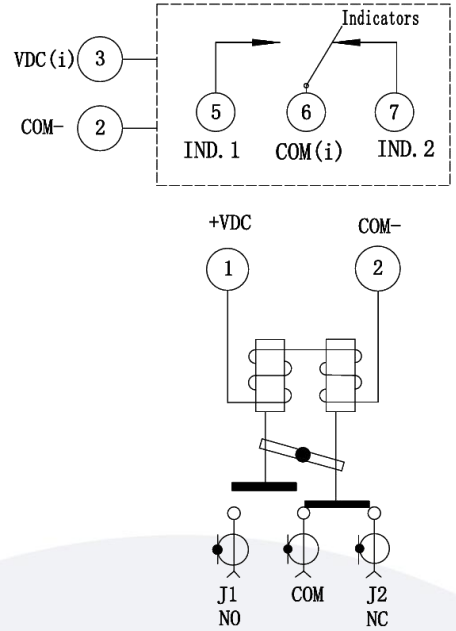 Indicators
VDC(i) 3
5 6 7
COM- 2
IND. 1 COM(i) IND. 2
+VDC COM-
1 2
J1 COM J2
NO NC